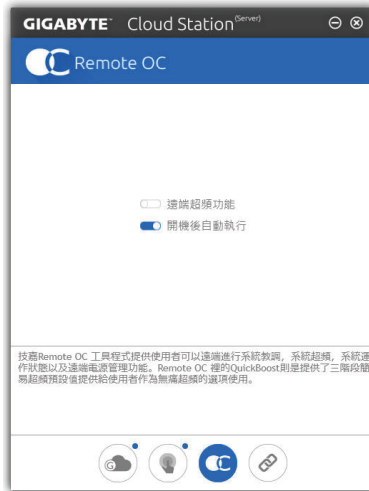 GIGABYTE™ Cloud Station (Server)
Remote OC
遠端超頻功能
開機後自動執行
技嘉Remote OC 工具程式提供使用者可以遠端進行系統教調，系統超頻，系統運
作狀態以及遠端電源管理功能。Remote OC 裡的QuickBoost則是提供了三階段簡
易超頻預設值提供給使用者作為無痛超頻的選項使用。
G